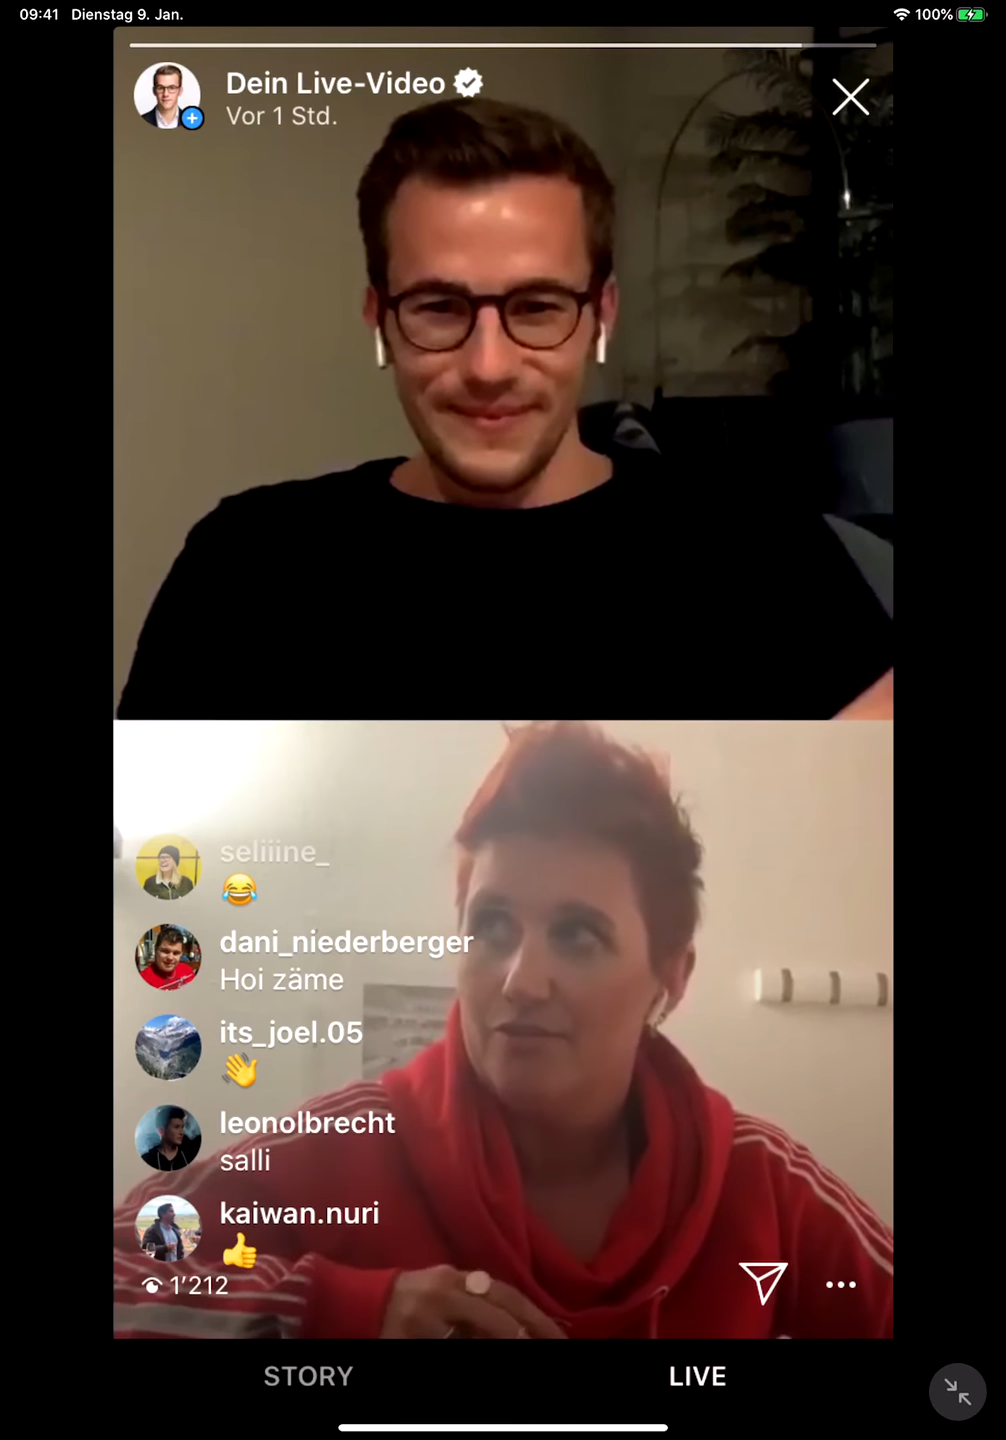 09:41 Dienstag 9. Jan.
100%
Dein Live-Video
Vor 1 Std.
seliiine_
😂
dani_niederberger
Hoi zäme
its_joel.05
👋
leonolbrecht
salli
kaiwan.nuri
👍
1’212
STORY
LIVE